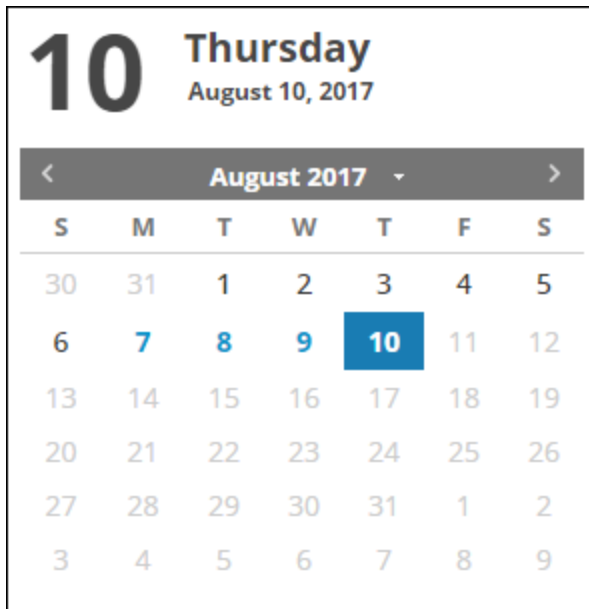 10
Thursday
August 10, 2017
August 2017
S M T W T F S
30 31 1 2 3 4 5
6 7 8 9 10 11 12
13 14 15 16 17 18 19
20 21 22 23 24 25 26
27 28 29 30 31 1 2
3 4 5 6 7 8 9